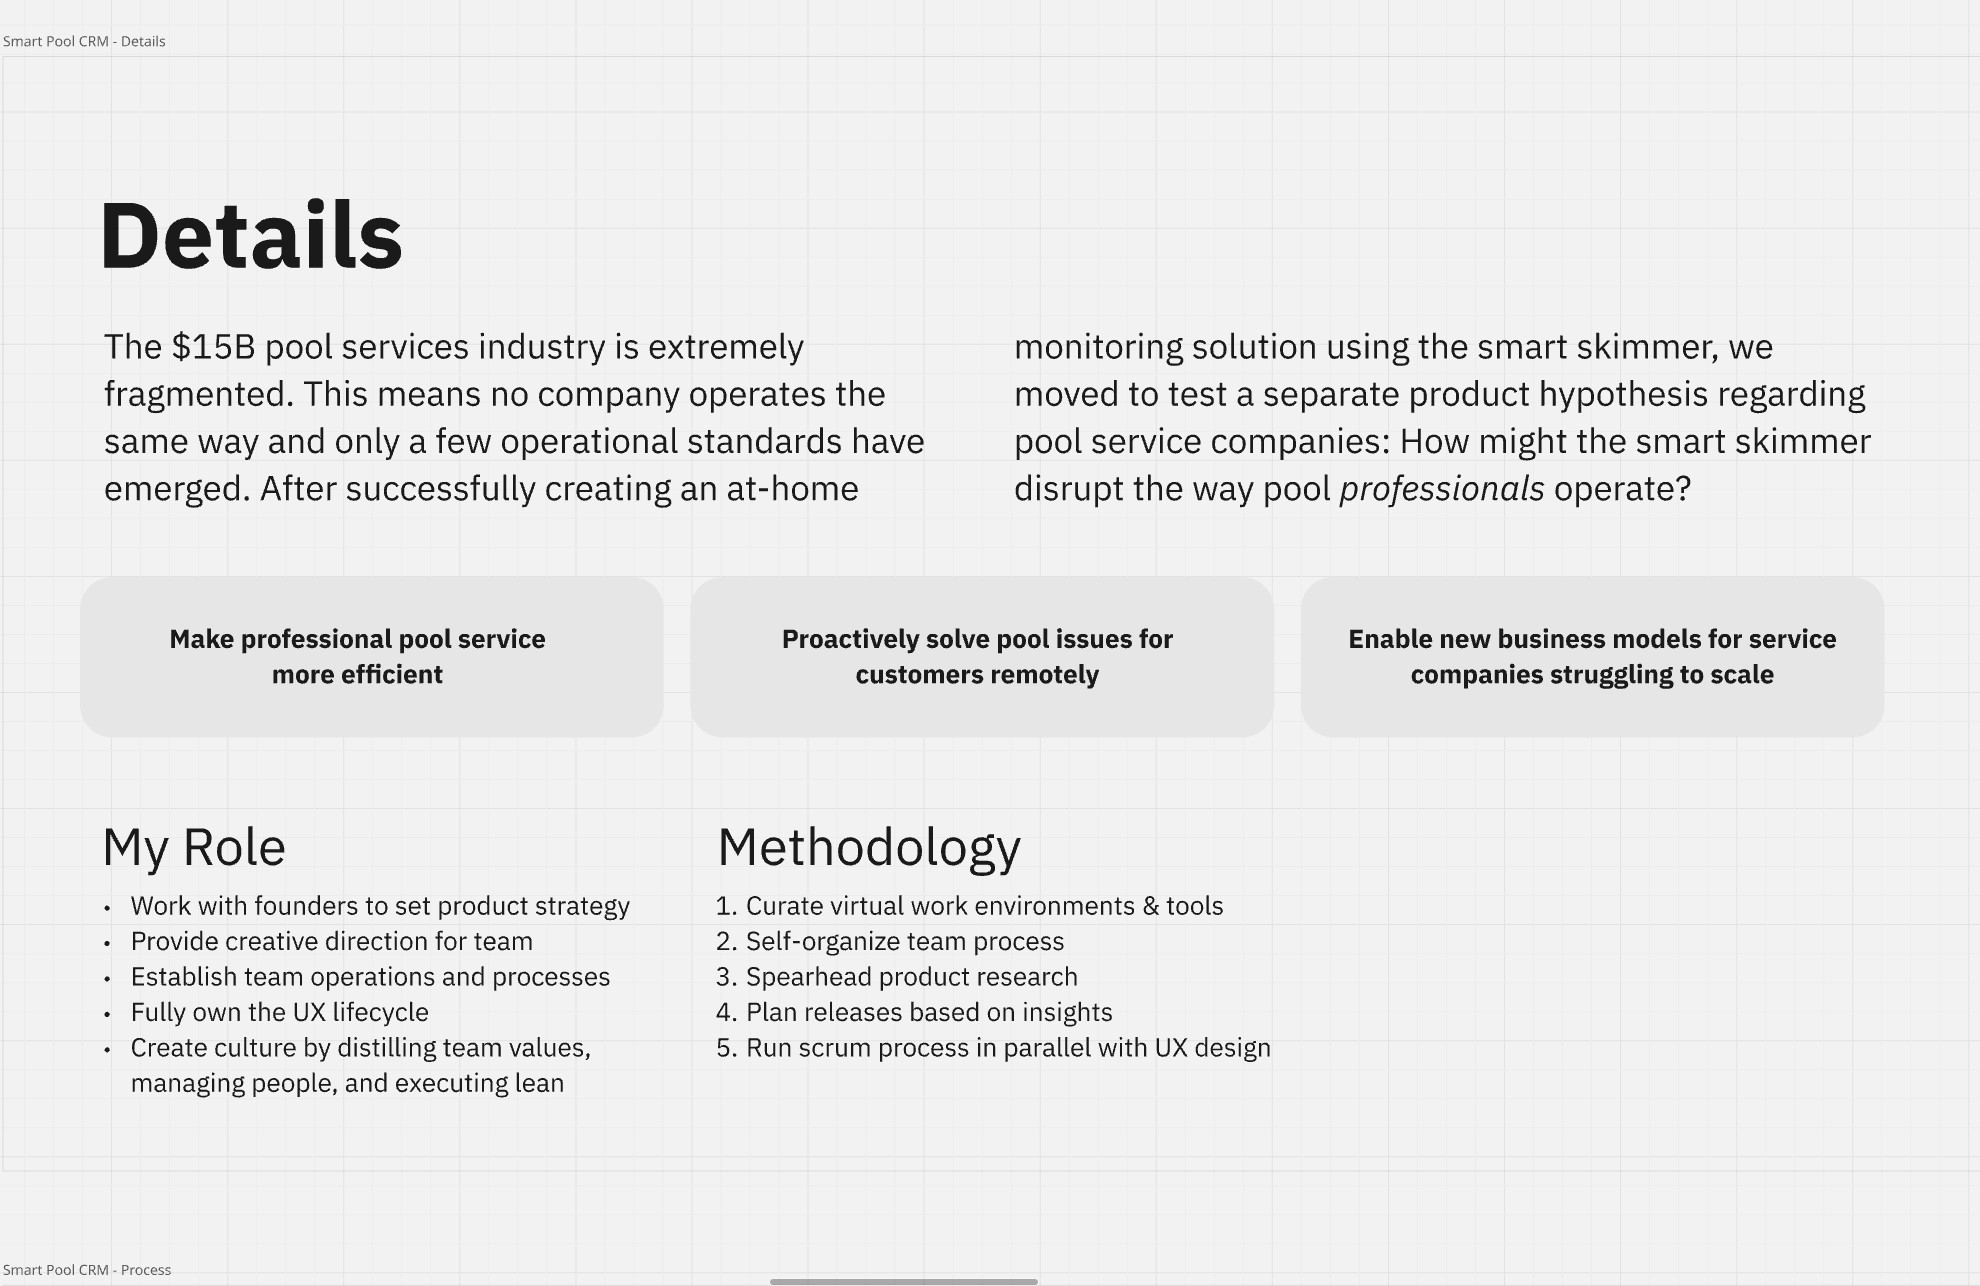 Smart Pool CRM - Details
Details
The $15B pool services industry is extremely
fragmented. This means no company operates the
same way and only a few operational standards have
emerged. After successfully creating an at-home
monitoring solution using the smart skimmer, we
moved to test a separate product hypothesis regarding
pool service companies: How might the smart skimmer
disrupt the way pool professionals operate?
Make professional pool service
more efficient
Proactively solve pool issues for
customers remotely
Enable new business models for service
companies struggling to scale
My Role
• Work with founders to set product strategy
• Provide creative direction for team
• Establish team operations and processes
• Fully own the UX lifecycle
• Create culture by distilling team values,
managing people, and executing lean
Methodology
1. Curate virtual work environments & tools
2. Self-organize team process
3. Spearhead product research
4. Plan releases based on insights
5. Run scrum process in parallel with UX design
Smart Pool CRM - Process